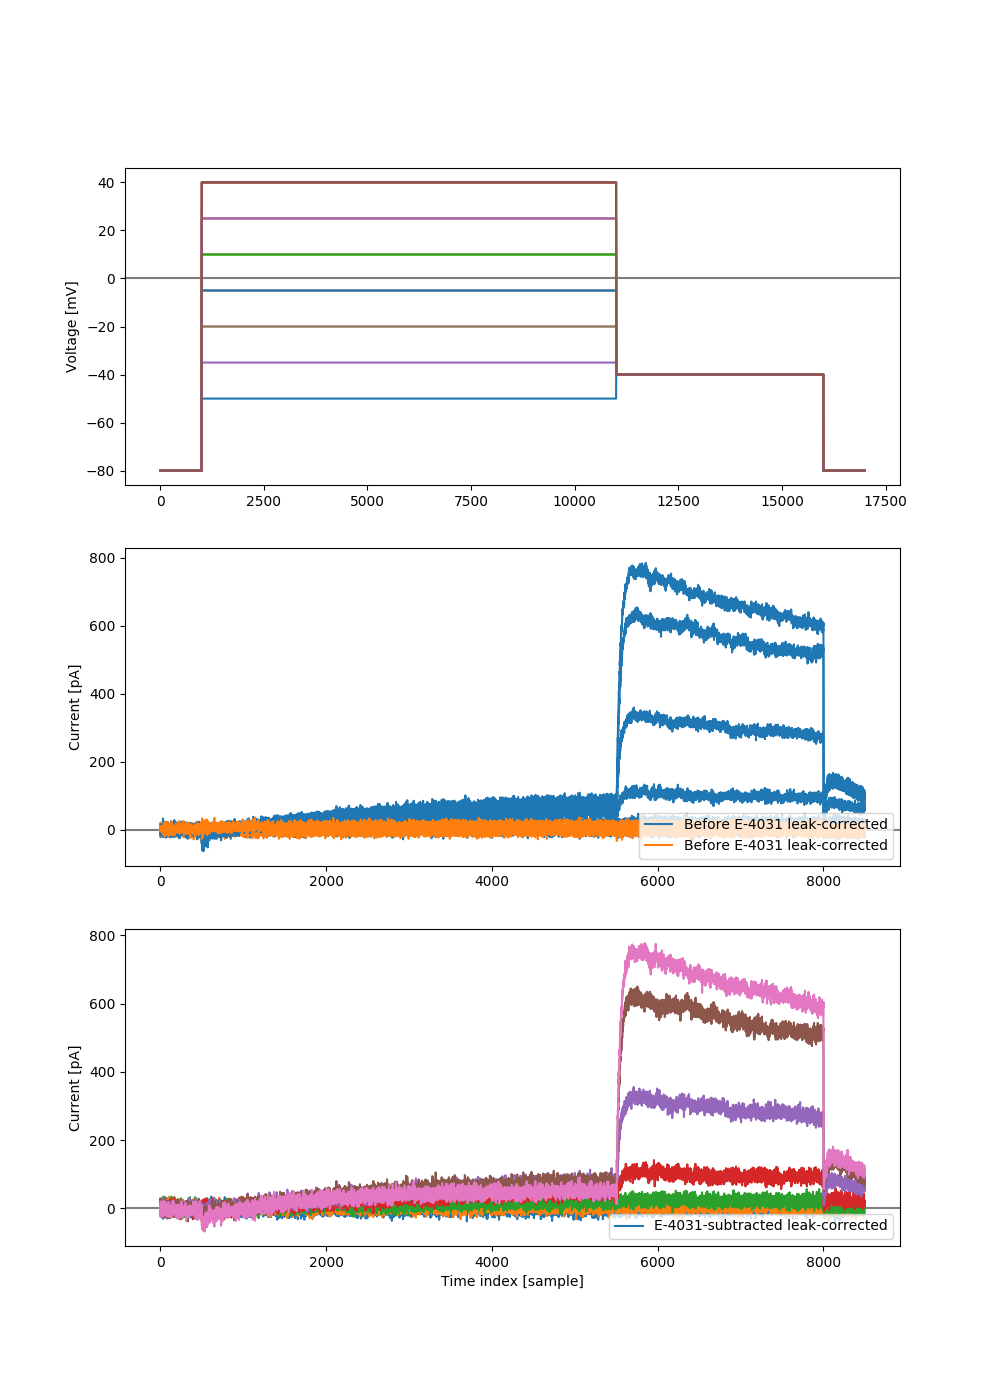 40
20
0
−20
−40
−60
−80
Voltage [mV]
0 2500 5000 7500 10000 12500 15000 17500
800
600
400
200
0
Current [pA]
Before E-4031 leak-corrected
Before E-4031 leak-corrected
0 2000 4000 6000 8000
800
600
400
200
0
Current [pA]
E-4031-subtracted leak-corrected
0 2000 4000 6000 8000
Time index [sample]